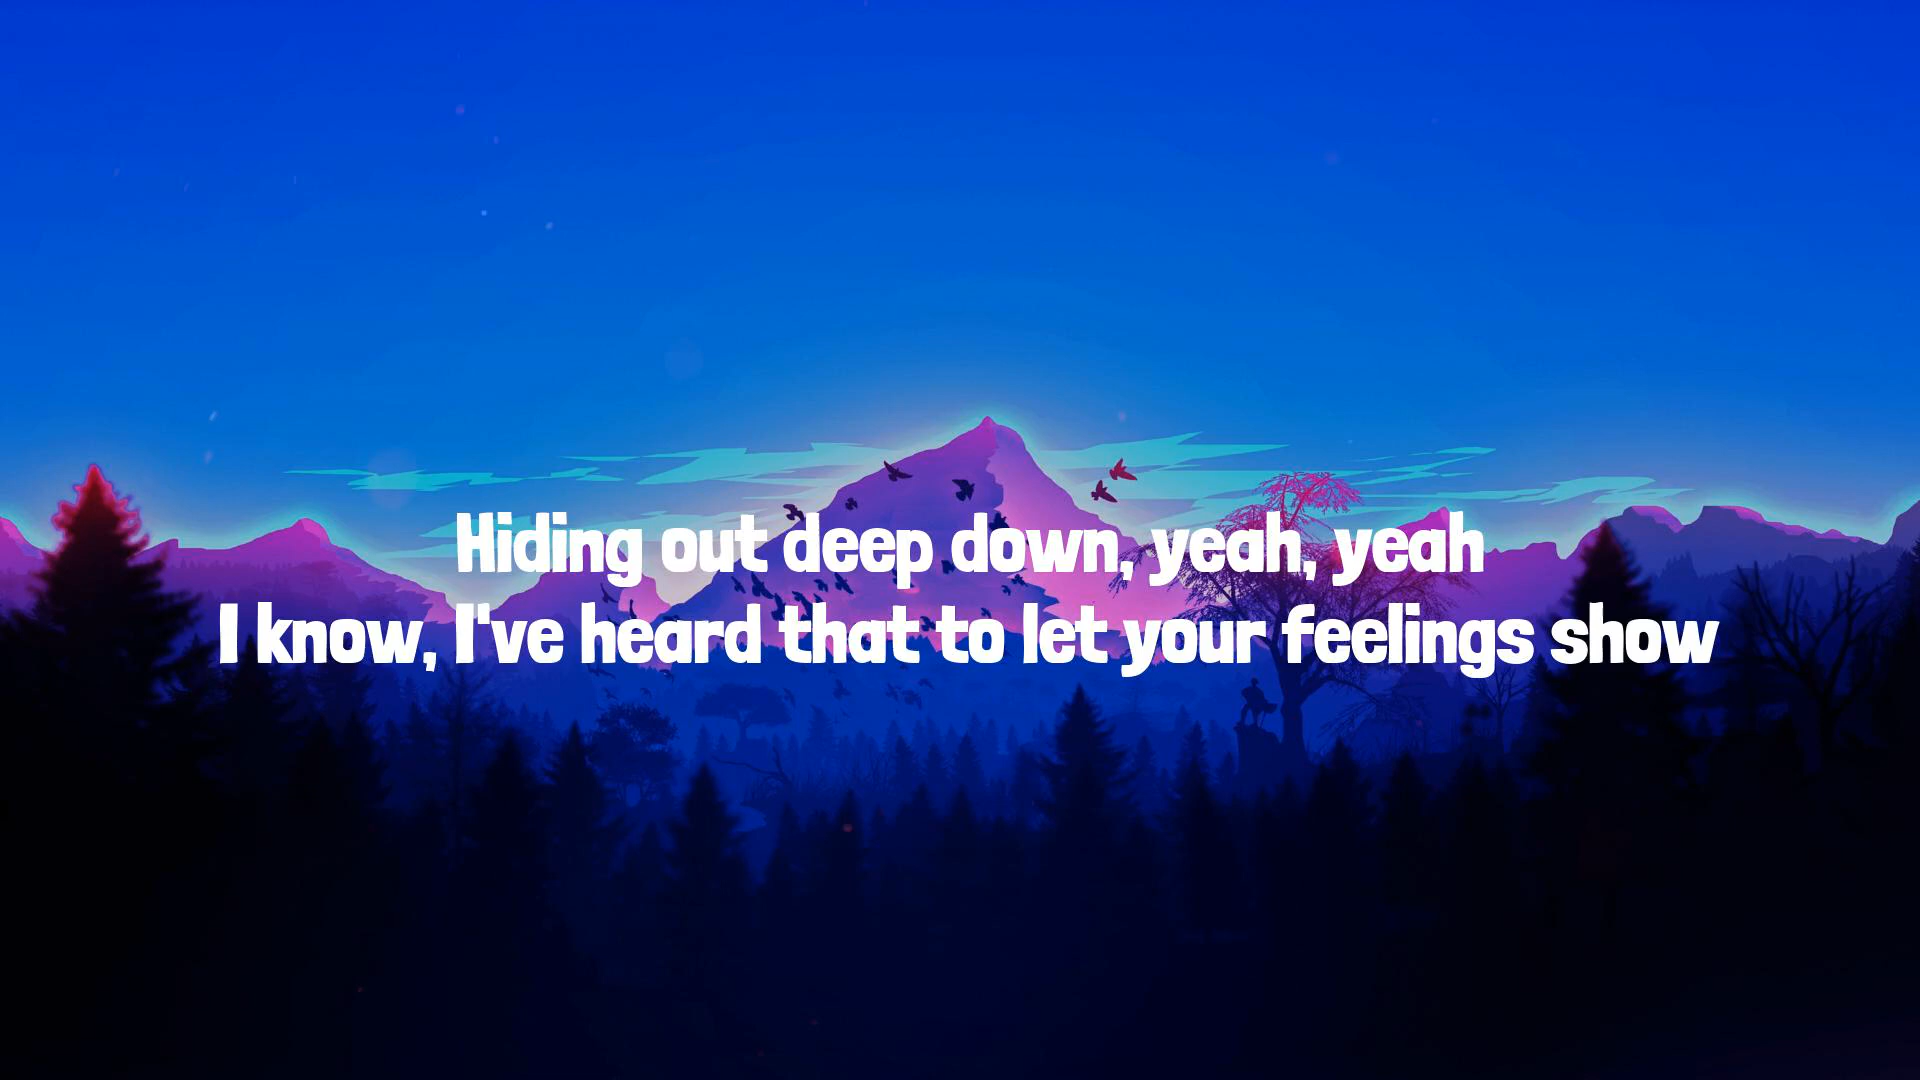 Hiding out deep down, yeah, yeah
I know, I've heard that to let your feelings show